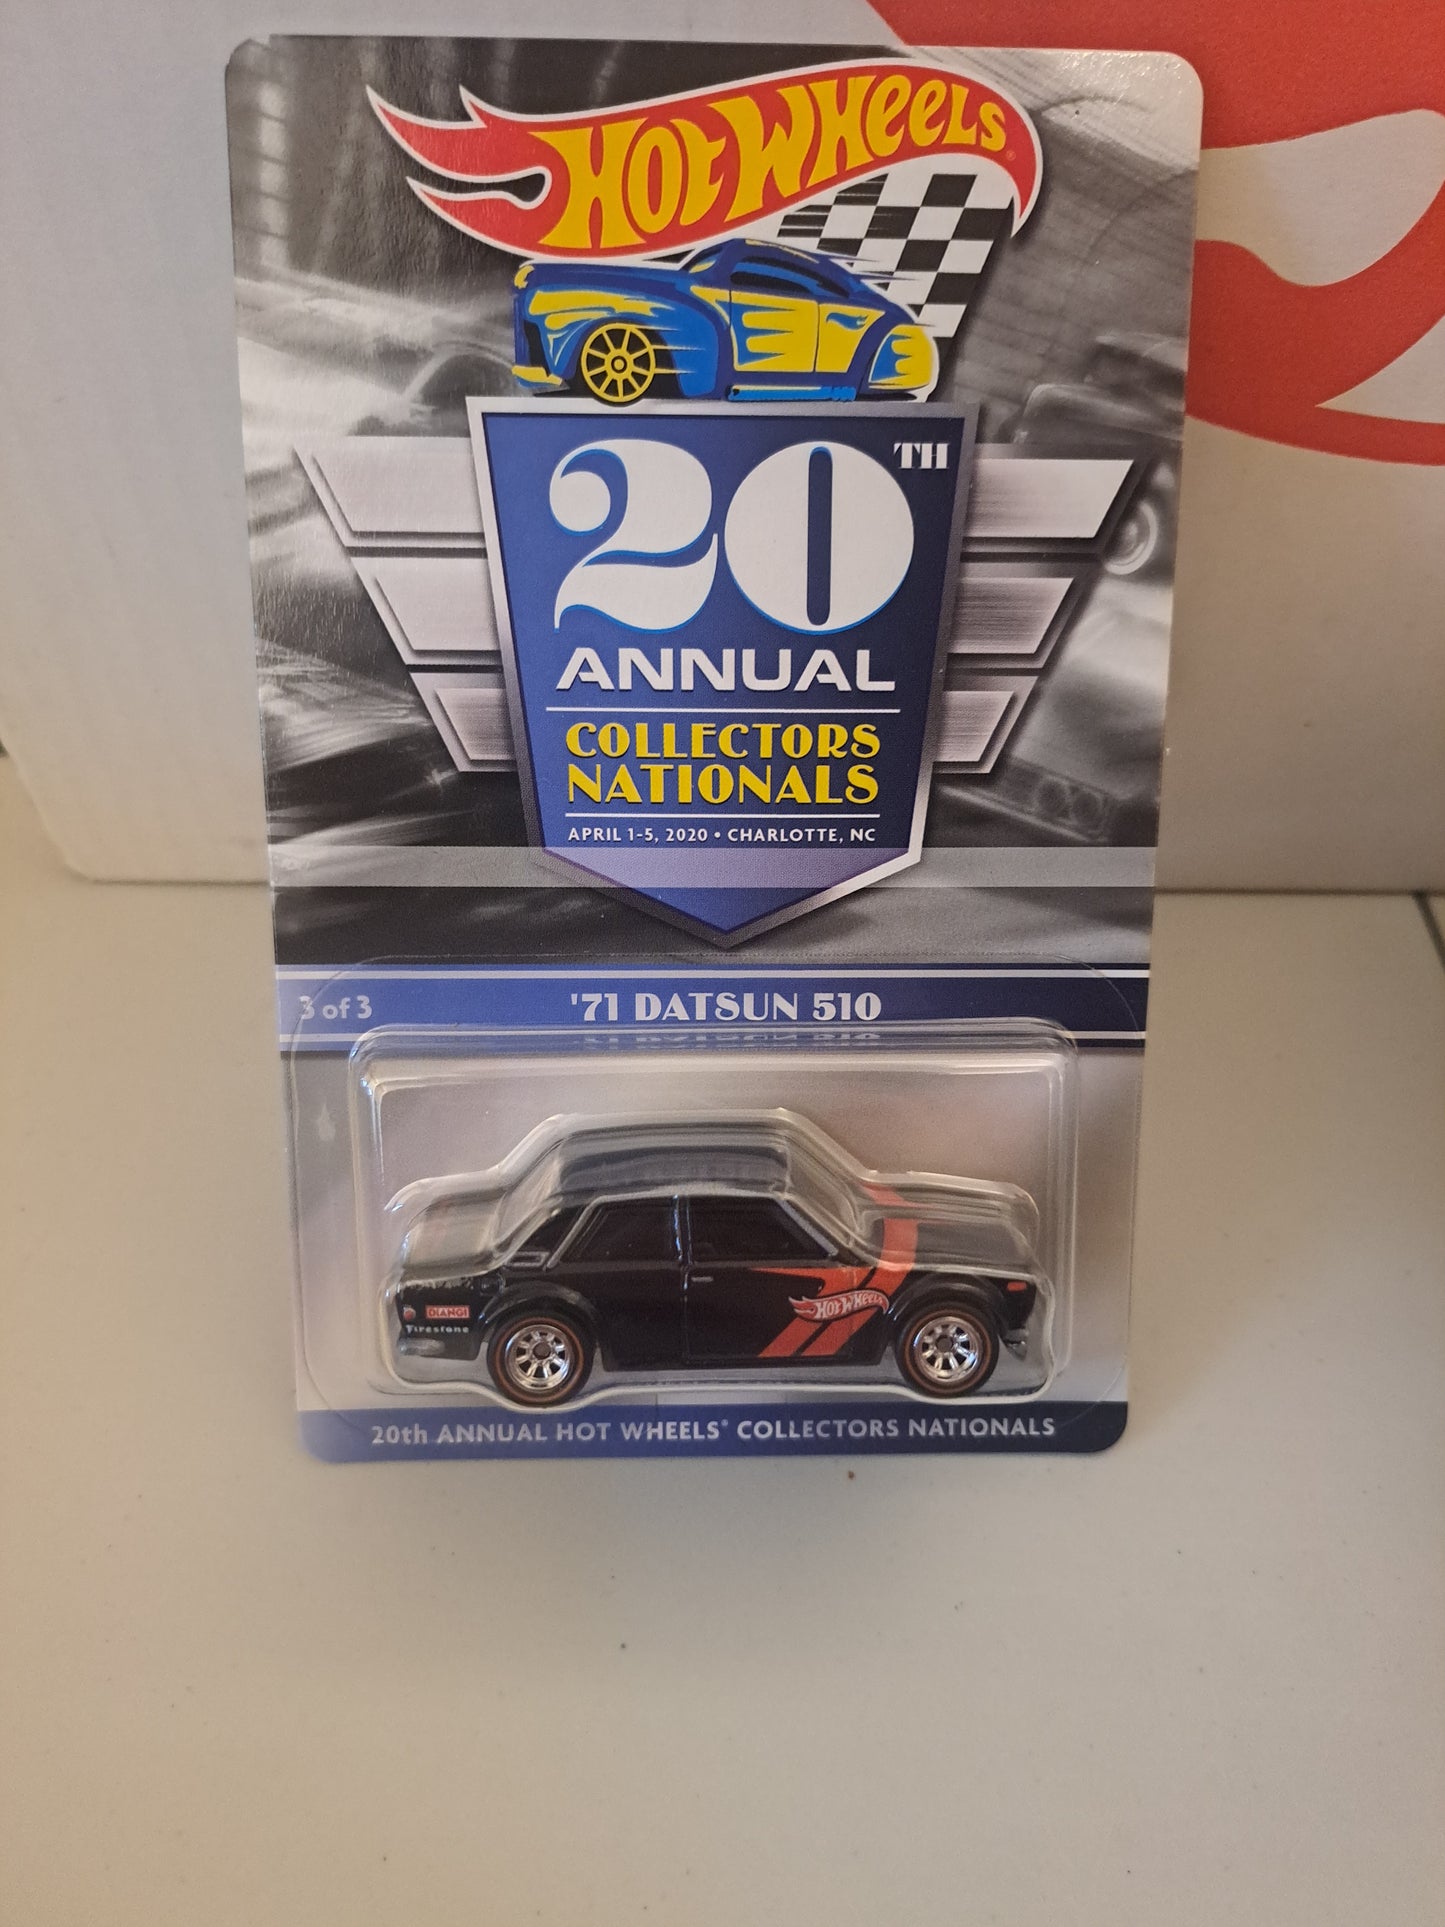 HOT WHEELS®
20TH
ANNUAL
COLLECTORS
NATIONALS
APRIL 1-5, 2020 • CHARLOTTE, NC
3 of 3
'71 DATSUN 510
HOT WHEELS
Firestone
20th ANNUAL HOT WHEELS® COLLECTORS NATIONALS